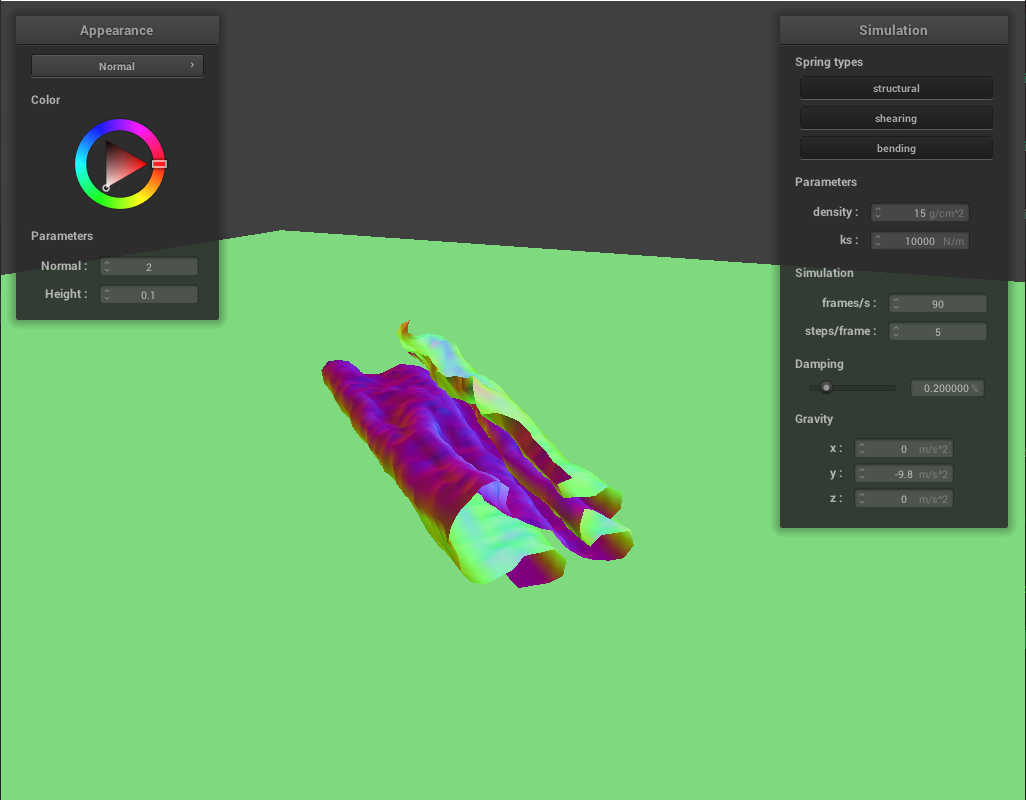 Appearance
Normal
Color
Parameters
Normal : 2
Height : 0.1
Simulation
Spring types
structural
shearing
bending
Parameters
density : 15 g/cm^2
ks : 10000 N/m
Simulation
frames/s : 90
steps/frame : 5
Damping
0.200000 %
Gravity
x : 0 m/s^2
y : -9.8 m/s^2
z : 0 m/s^2